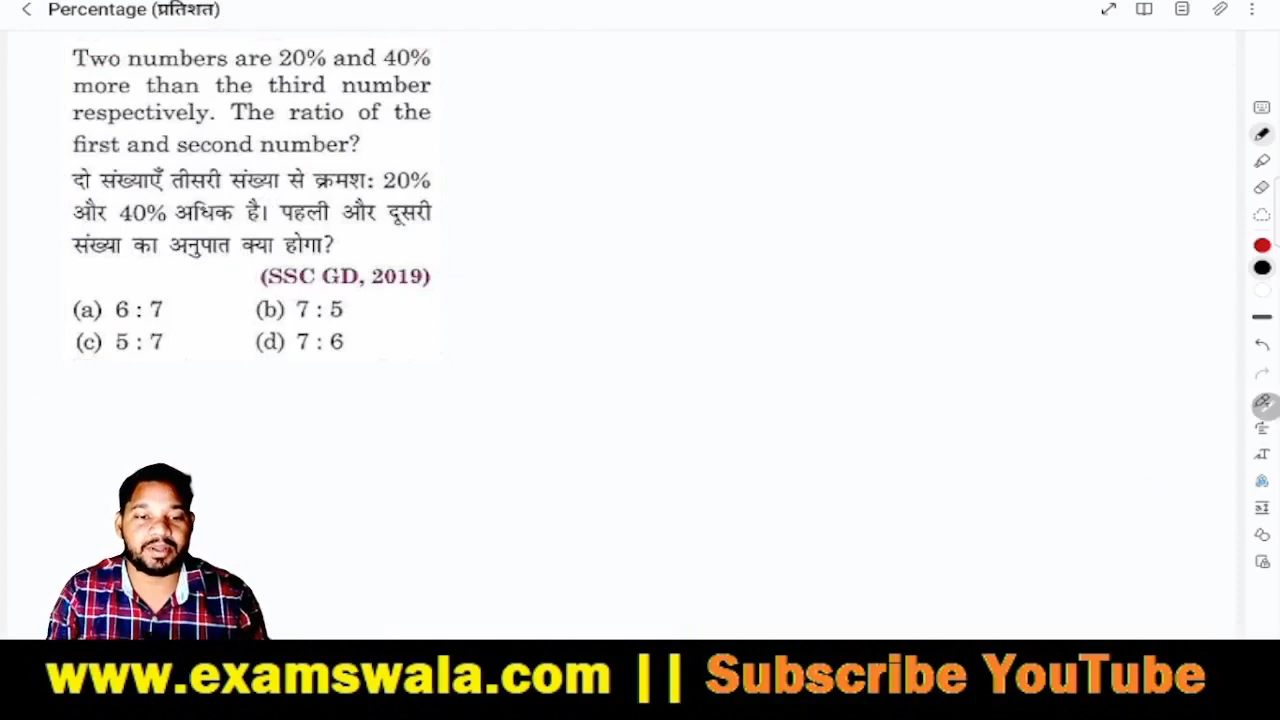 Percentage (प्रतिशत)
Two numbers are 20% and 40%
more than the third number
respectively. The ratio of the
first and second number?
दो संख्याएँ तीसरी संख्या से क्रमश: 20%
और 40% अधिक है। पहली और दूसरी
संख्या का अनुपात क्या होगा?
(SSC GD, 2019)
(a) 6 : 7 (b) 7 : 5
(c) 5 : 7 (d) 7 : 6
www.examswala.com || Subscribe YouTube